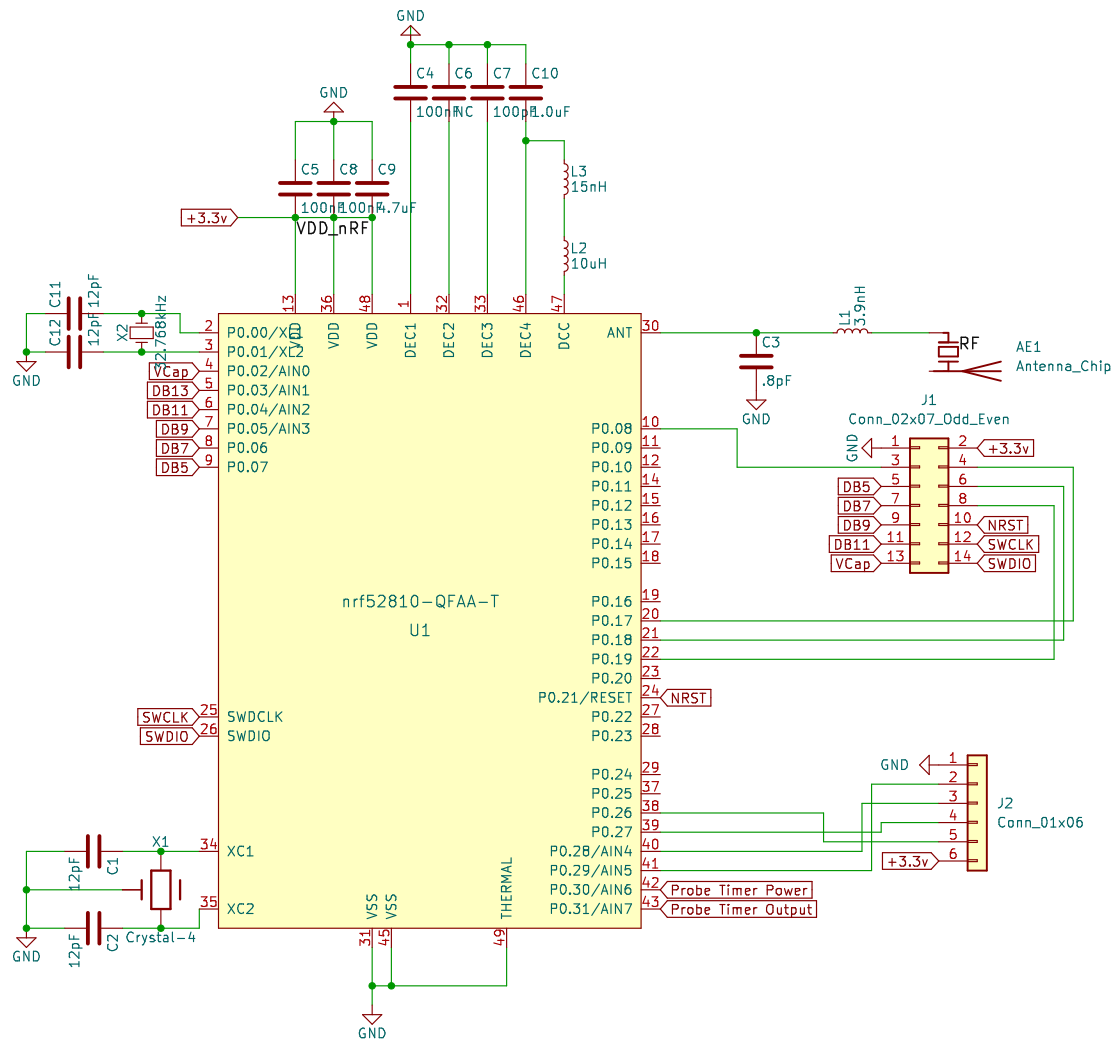 GND
C4
C6
C7
C10
100nF
NC
100pF
1.0uF
GND
C5
C8
C9
100nF
100nF
4.7uF
+3.3v
VDD_nRF
L3
15nH
L2
10uH
C11
12pF
C12
12pF
X2
32.768kHz
GND
13
36
48
1
32
33
46
47
VDD
VDD
VDD
DEC1
DEC2
DEC3
DEC4
DCC
2
P0.00/XL1
3
P0.01/XL2
VCap
4
P0.02/AIN0
DB13
5
P0.03/AIN1
DB11
6
P0.04/AIN2
DB9
7
P0.05/AIN3
DB7
8
P0.06
DB5
9
P0.07
ANT
30
C3
.8pF
GND
L1
3.9nH
RF
AE1
Antenna_Chip
P0.08
10
P0.09
11
P0.10
12
P0.11
14
P0.12
15
P0.13
16
P0.14
17
P0.15
18
P0.16
19
P0.17
20
P0.18
21
P0.19
22
P0.20
23
P0.21/RESET
24
NRST
P0.22
27
P0.23
28
P0.24
29
P0.25
37
P0.26
38
P0.27
39
P0.28/AIN4
40
P0.29/AIN5
41
P0.30/AIN6
42
Probe Timer Power
P0.31/AIN7
43
Probe Timer Output
J1
Conn_02x07_Odd_Even
GND
1
2
+3.3v
3
4
DB5
5
6
DB7
7
8
DB9
9
10
NRST
DB11
11
12
SWCLK
VCap
13
14
SWDIO
nrf52810-QFAA-T
U1
SWCLK
25
SWDCLK
SWDIO
26
SWDIO
GND
1
2
3
4
5
+3.3v
6
J2
Conn_01x06
C1
12pF
X1
34
XC1
35
XC2
C2
12pF
Crystal-4
GND
VSS
VSS
THERMAL
31
45
49
GND